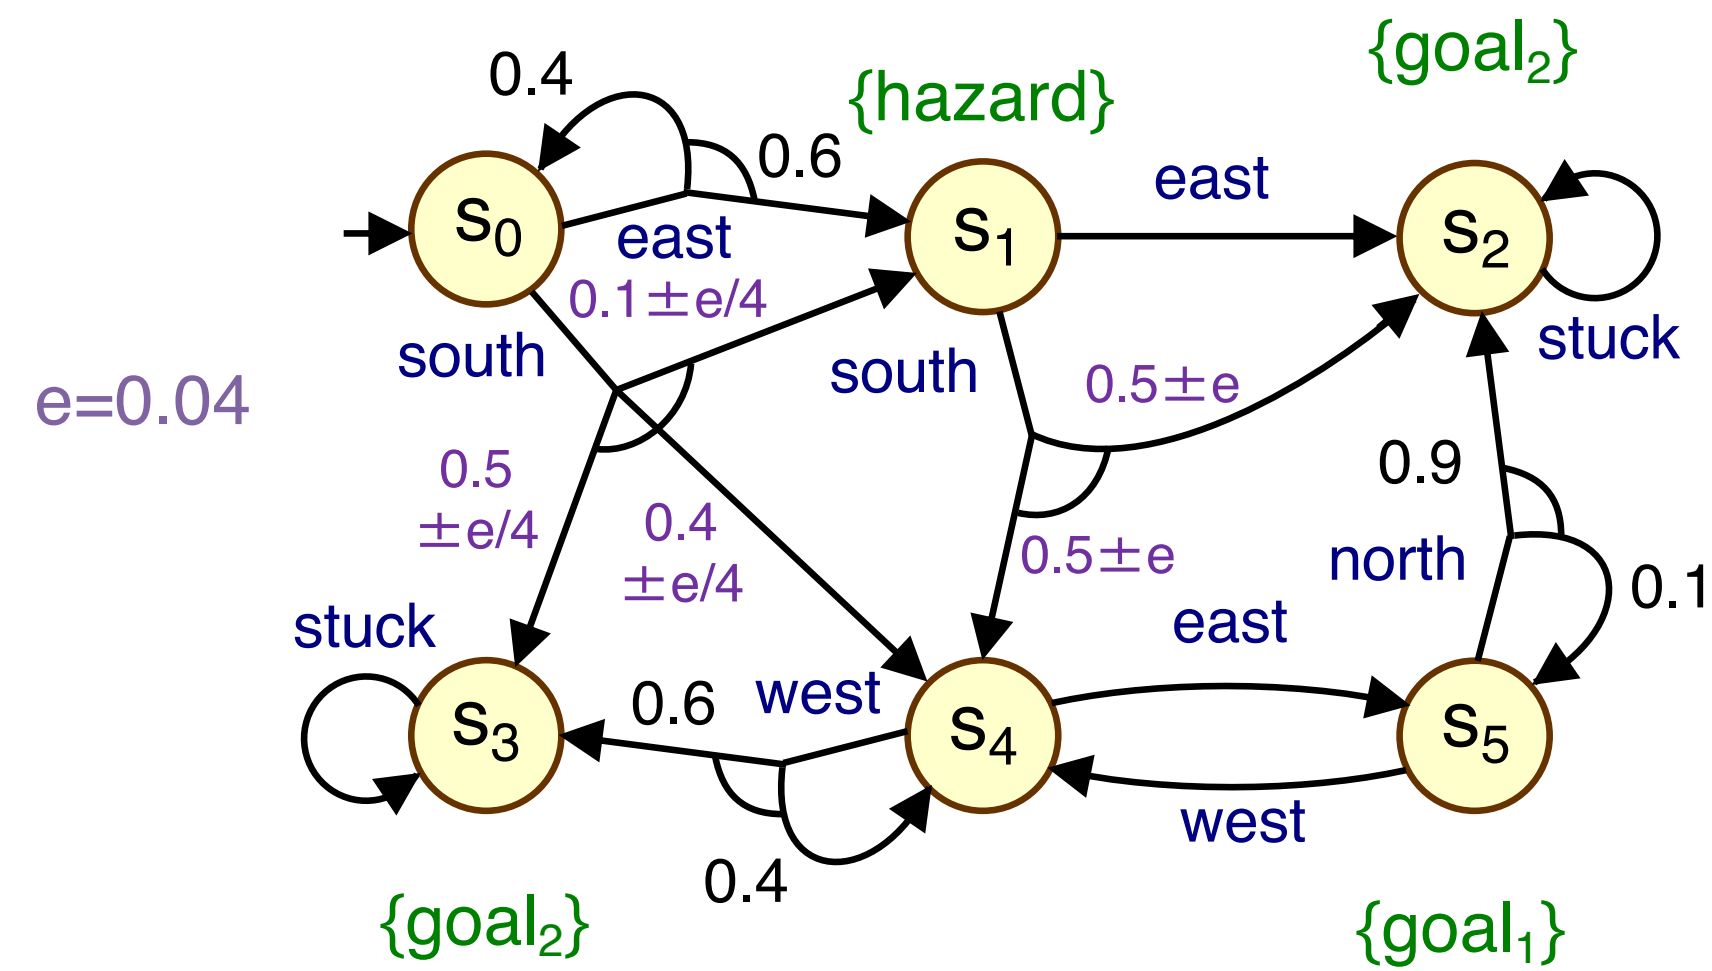 {goal₂}
0.4
{hazard}
0.6
east
s₀
s₁
s₂
east
0.1±e/4
south
south
stuck
0.5±e
e=0.04
0.5
±e/4
0.4
±e/4
0.9
0.5±e
north
0.1
stuck
east
0.6
west
s₃
s₄
s₅
west
0.4
{goal₂}
{goal₁}